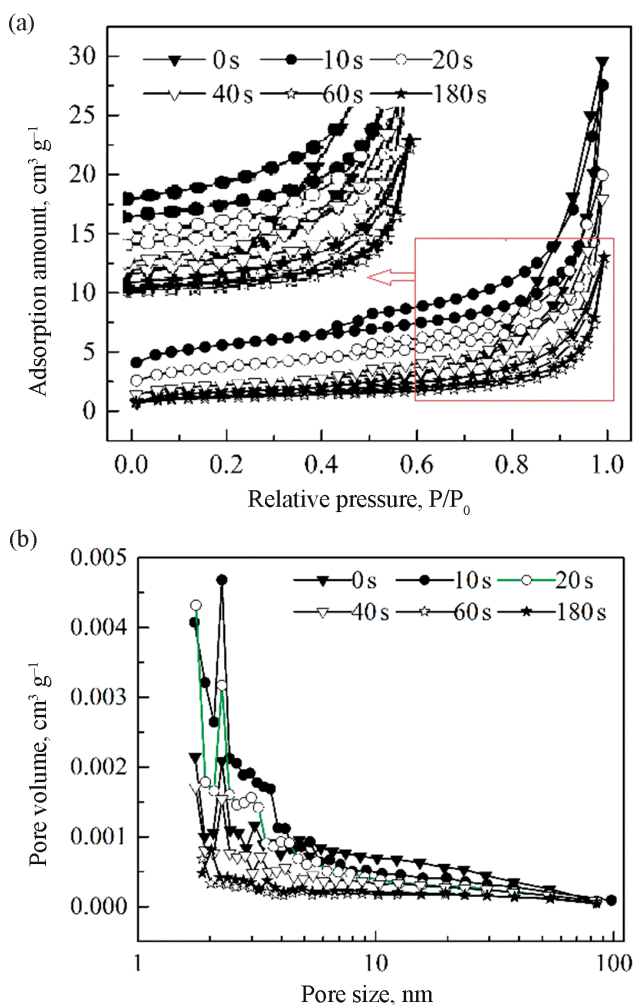 (a)
30
25
20
15
10
5
0
0 s 10 s 20 s
40 s 60 s 180 s
Adsorption amount, cm³ g⁻¹
0.0 0.2 0.4 0.6 0.8 1.0
Relative pressure, P/P₀
(b)
0.005
0.004
0.003
0.002
0.001
0.000
0 s 10 s 20 s
40 s 60 s 180 s
Pore volume, cm³ g⁻¹
1 10 100
Pore size, nm